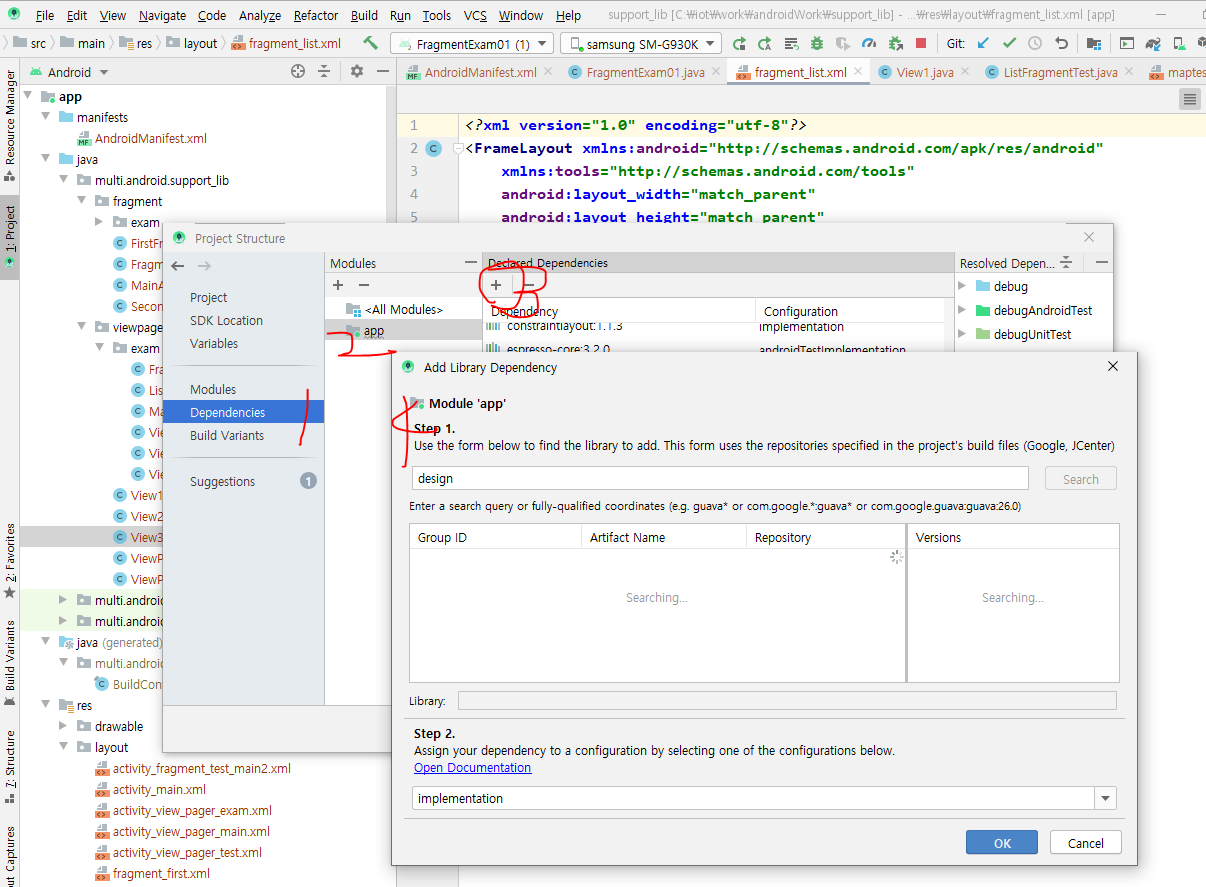 File Edit View Navigate Code Analyze Refactor Build Run Tools VCS Window Help support_lib [C:₩iot₩work₩androidWork₩support_lib] - ...₩res₩layout₩fragment_list.xml [app]
src main res layout fragment_list.xml FragmentExam01 (1) samsung SM-G930K Git:
Android
AndroidManifest.xml FragmentExam01.java fragment_list.xml View1.java ListFragmentTest.java maptes
Resource Manager
1: Project
2: Favorites
Build Variants
7: Structure
out Captures
app
manifests
AndroidManifest.xml
java
multi.android.support_lib
fragment
exam
FirstFr
Fragm
MainA
Secon
viewpage
exam
Fra
Lis
Ma
Vie
Vie
Vie
View1
View2
View3
ViewP
ViewP
multi.androi
multi.androi
java (generated)
multi.androi
BuildCon
res
drawable
layout
activity_fragment_test_main2.xml
activity_main.xml
activity_view_pager_exam.xml
activity_view_pager_main.xml
activity_view_pager_test.xml
fragment_first.xml
1 <?xml version="1.0" encoding="utf-8"?>
2 <FrameLayout xmlns:android="http://schemas.android.com/apk/res/android"
3 xmlns:tools="http://schemas.android.com/tools"
4 android:layout_width="match_parent"
5 android:layout_height="match_parent"
Project Structure
Project
SDK Location
Variables
Modules
Dependencies
Build Variants
Suggestions 1
Modules
<All Modules>
app
Declared Dependencies
Dependency Configuration
constraintlayout:1.1.3 implementation
espresso-core:3.2.0 androidTestImplementation
Resolved Depen...
debug
debugAndroidTest
debugUnitTest
1
2
3
4
Add Library Dependency
Module 'app'
Step 1.
Use the form below to find the library to add. This form uses the repositories specified in the project's build files (Google, JCenter)
design Search
Enter a search query or fully-qualified coordinates (e.g. guava* or com.google.*:guava* or com.google.guava:guava:26.0)
Group ID Artifact Name Repository Versions
Searching... Searching...
Library:
Step 2.
Assign your dependency to a configuration by selecting one of the configurations below.
Open Documentation
implementation
OK Cancel